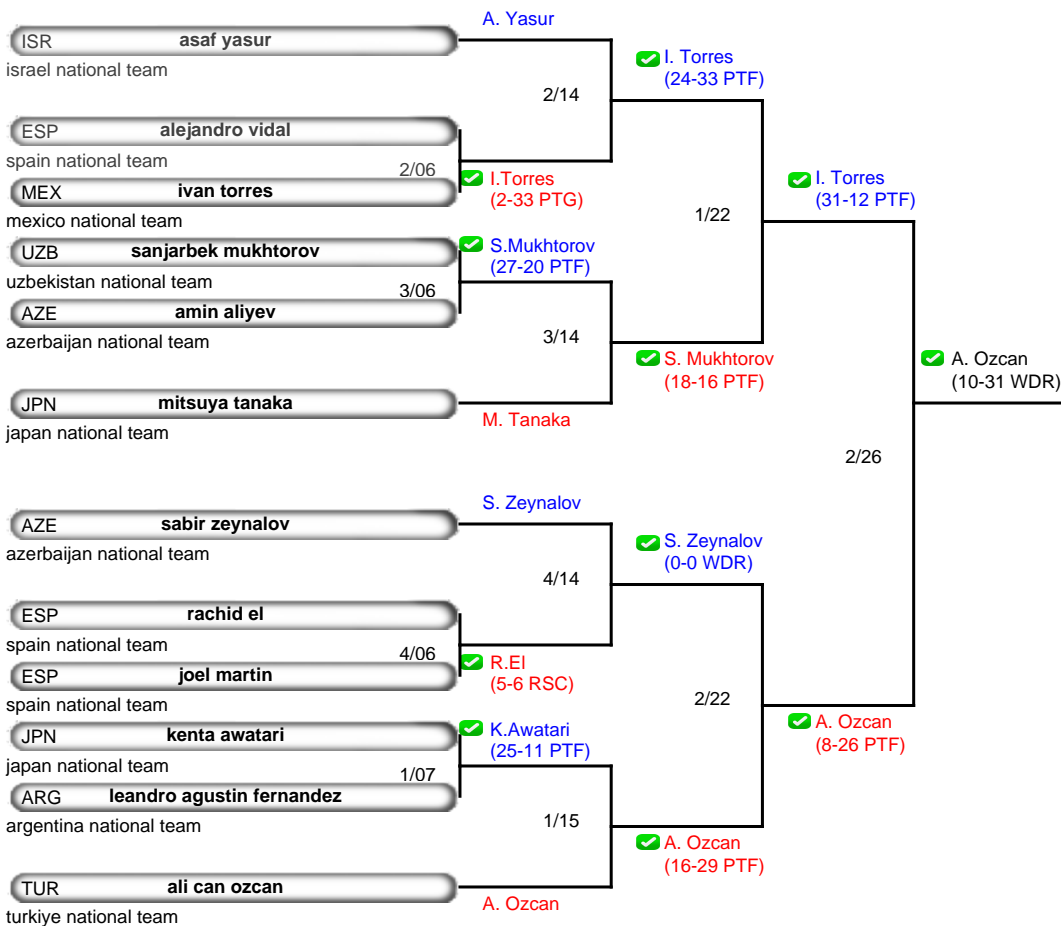 A. Yasur
ISR asaf yasur
israel national team
I. Torres
(24-33 PTF)
2/14
ESP alejandro vidal
spain national team
2/06
I.Torres
(2-33 PTG)
MEX ivan torres
mexico national team
I. Torres
(31-12 PTF)
1/22
UZB sanjarbek mukhtorov
uzbekistan national team
S.Mukhtorov
(27-20 PTF)
3/06
AZE amin aliyev
azerbaijan national team
3/14
S. Mukhtorov
(18-16 PTF)
A. Ozcan
(10-31 WDR)
JPN mitsuya tanaka
japan national team
M. Tanaka
2/26
S. Zeynalov
AZE sabir zeynalov
azerbaijan national team
S. Zeynalov
(0-0 WDR)
4/14
ESP rachid el
spain national team
4/06
R.El
(5-6 RSC)
ESP joel martin
spain national team
2/22
JPN kenta awatari
japan national team
K.Awatari
(25-11 PTF)
A. Ozcan
(8-26 PTF)
1/07
ARG leandro agustin fernandez
argentina national team
1/15
A. Ozcan
(16-29 PTF)
TUR ali can ozcan
turkiye national team
A. Ozcan